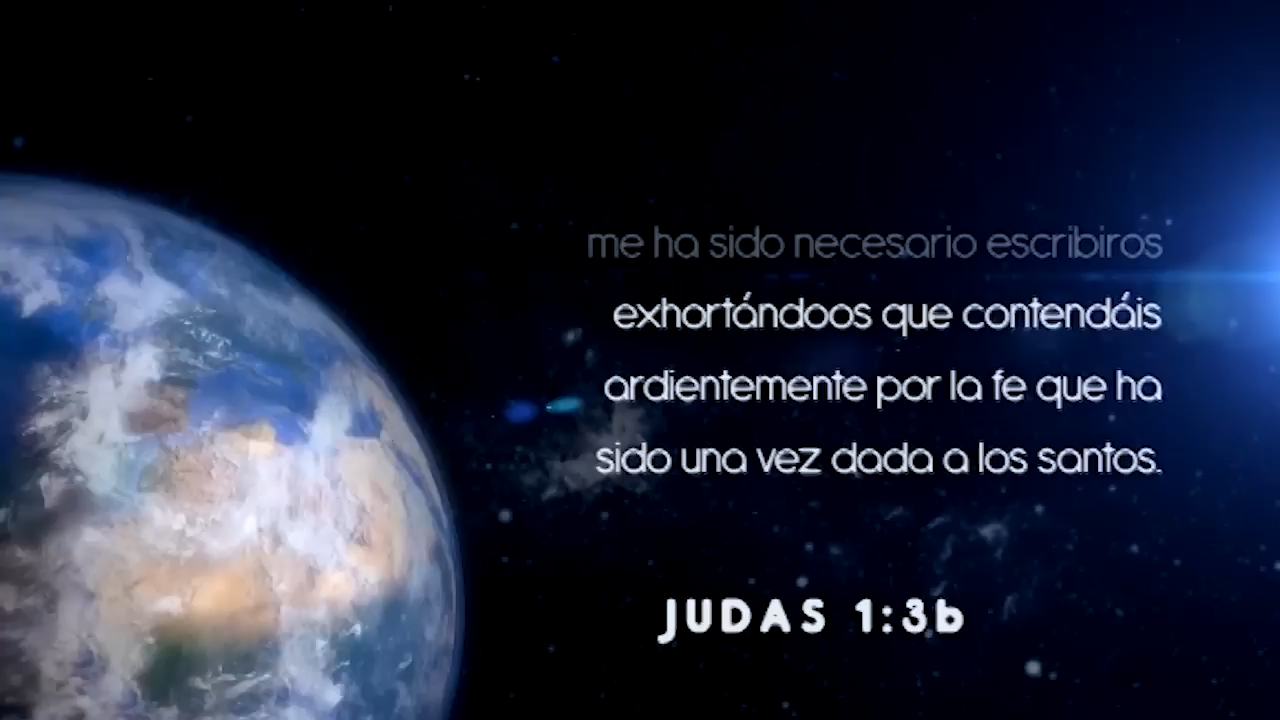 me ha sido necesario escribiros
exhortándoos que contendáis
ardientemente por la fe que ha
sido una vez dada a los santos.
JUDAS 1:3b